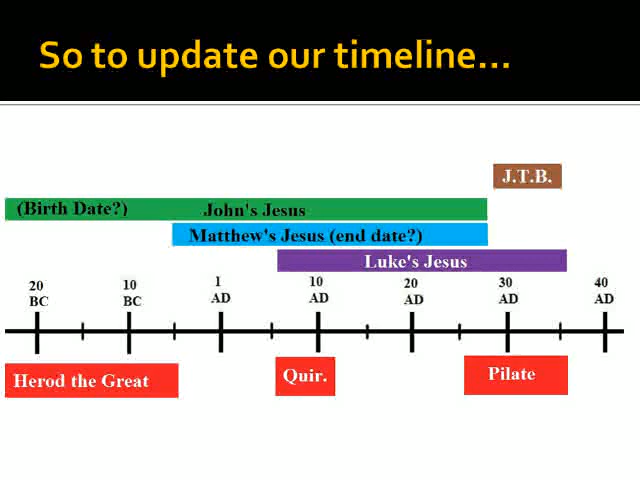 So to update our timeline...
J.T.B.
(Birth Date?) John's Jesus
Matthew's Jesus (end date?)
Luke's Jesus
20 10 1 10 20 30 40
BC BC AD AD AD AD AD
Herod the Great Quir. Pilate